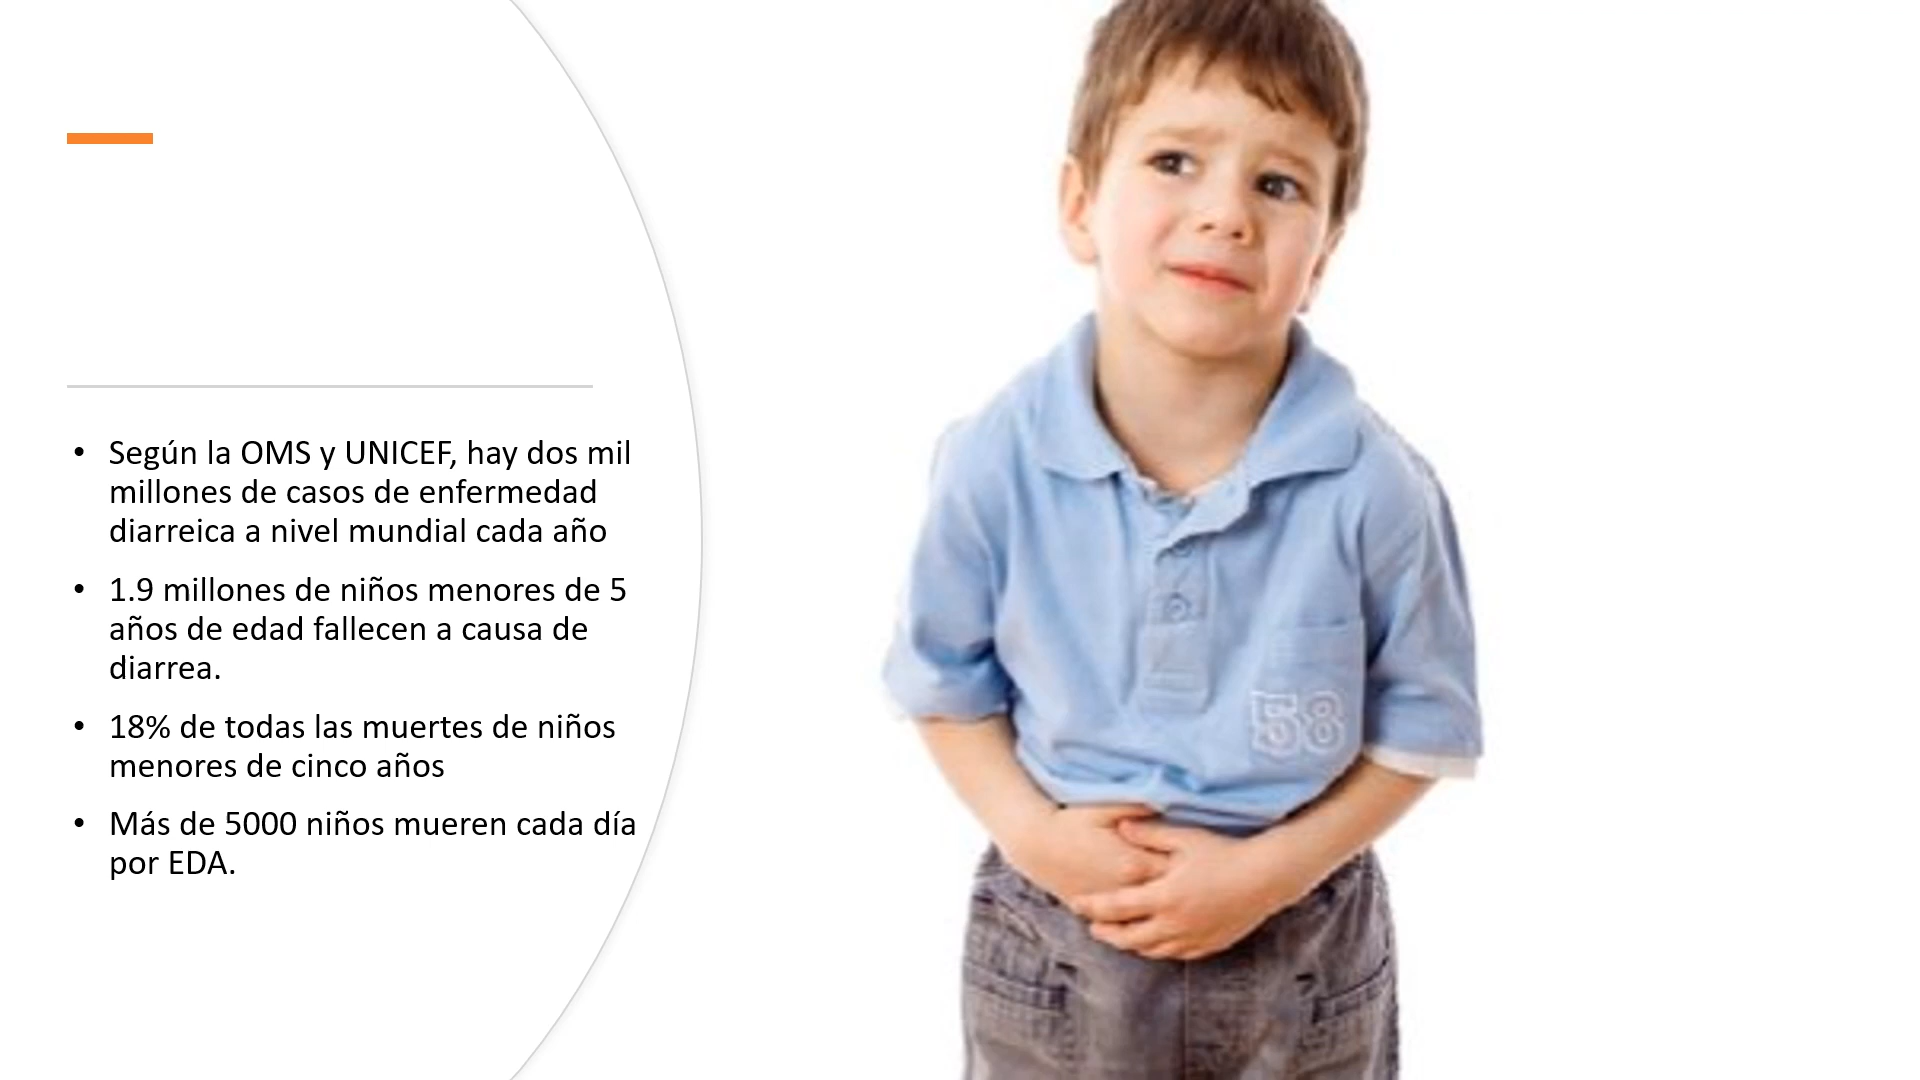 • Según la OMS y UNICEF, hay dos mil
millones de casos de enfermedad
diarreica a nivel mundial cada año
• 1.9 millones de niños menores de 5
años de edad fallecen a causa de
diarrea.
• 18% de todas las muertes de niños
menores de cinco años
• Más de 5000 niños mueren cada día
por EDA.
58